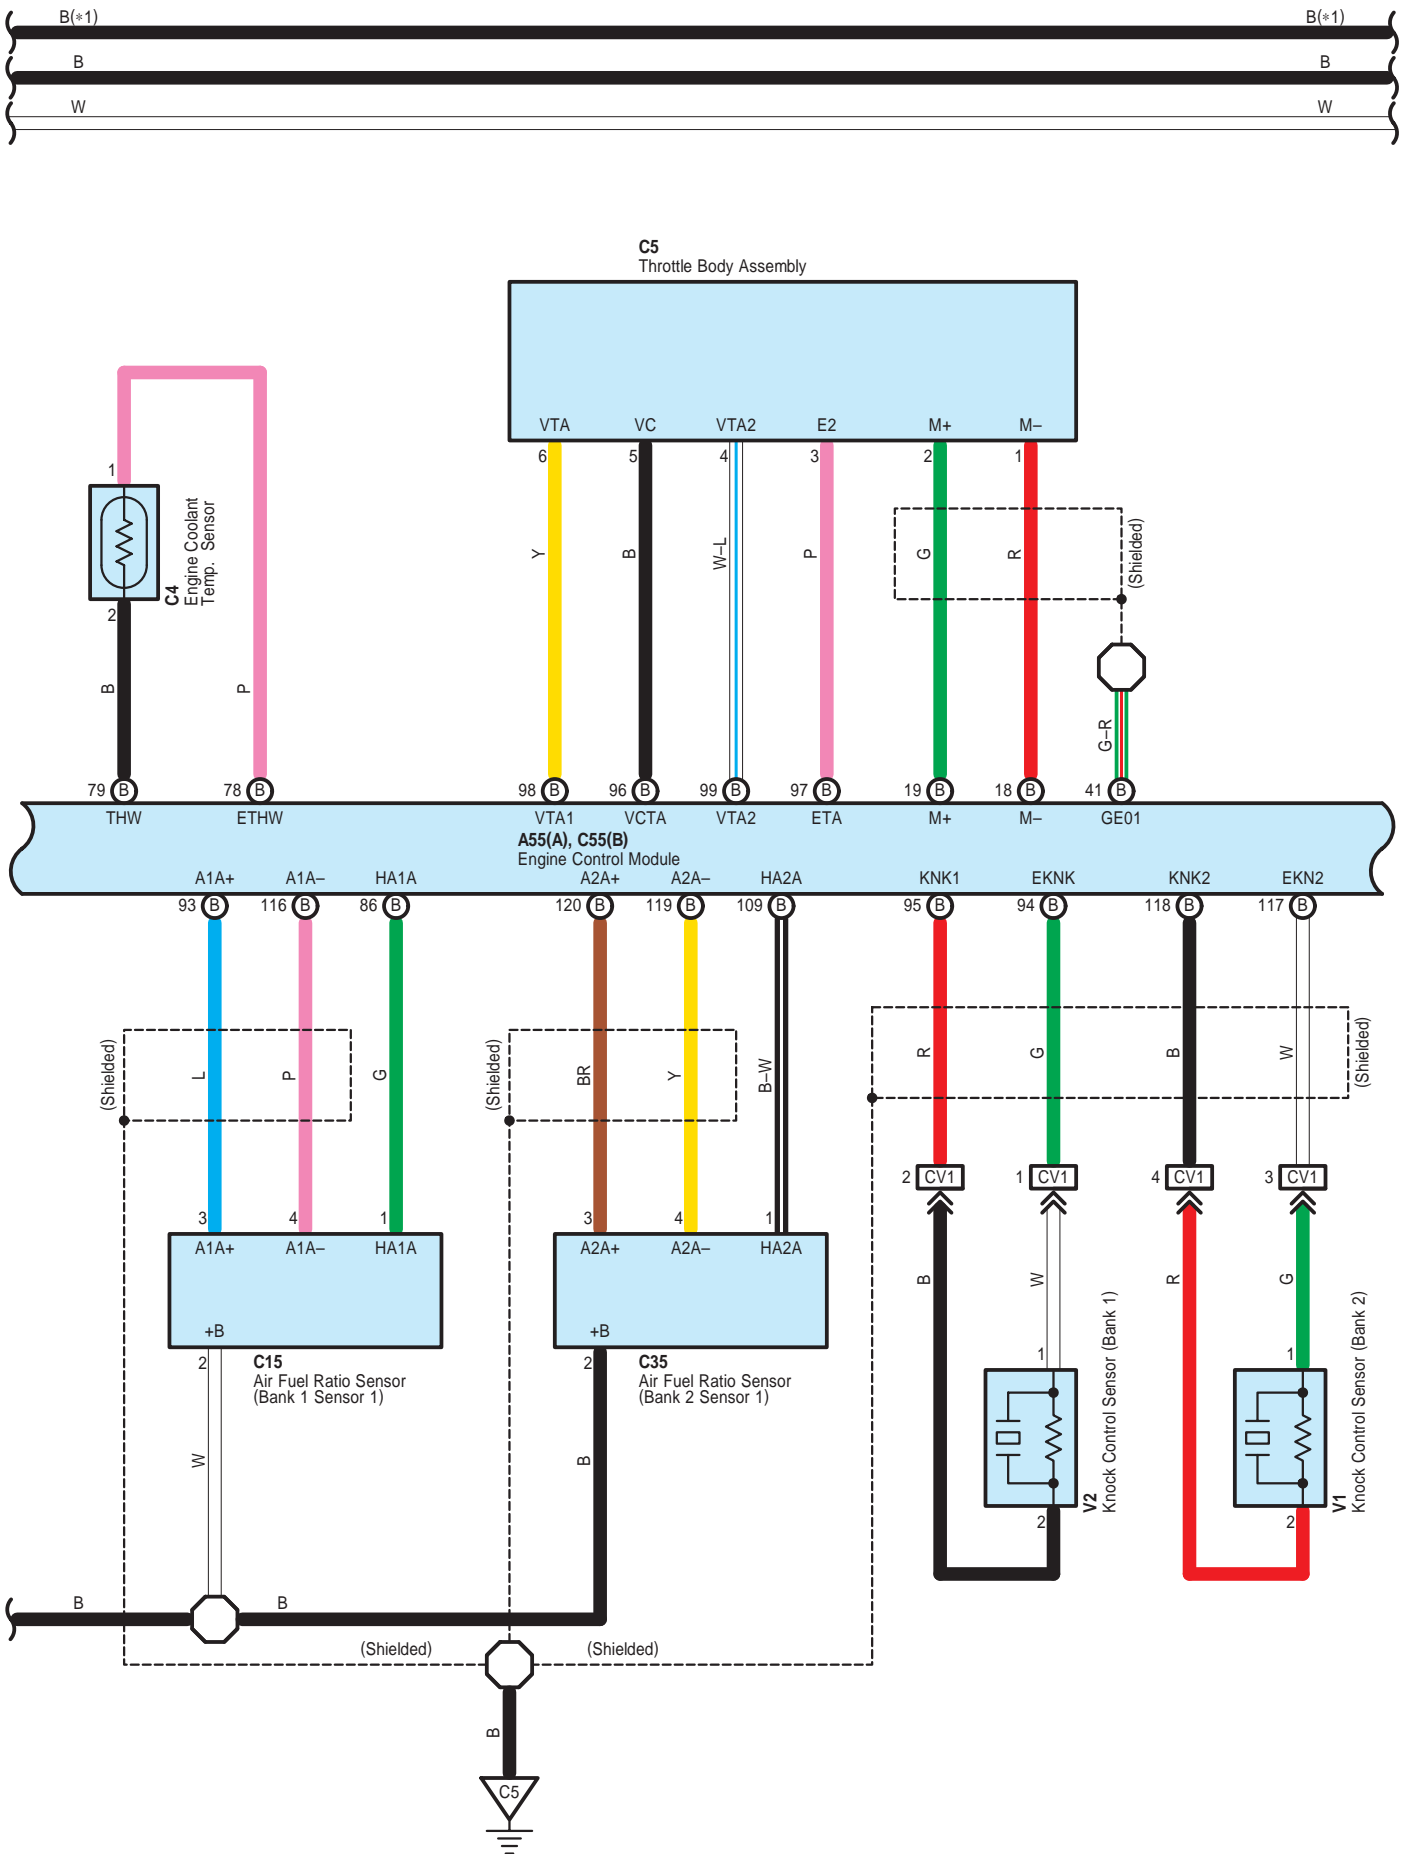 B(*1) B(*1)
B B
W W
C5
Throttle Body Assembly
VTA VC VTA2 E2 M+ M–
6 5 4 3 2 1
1
C4
Engine Coolant
Temp. Sensor
2
Y B W–L P G R (Shielded)
B P G–R
79 B 78 B 98 B 96 B 99 B 97 B 19 B 18 B 41 B
THW ETHW VTA1 VCTA VTA2 ETA M+ M– GE01
A55(A), C55(B)
Engine Control Module
A1A+ A1A– HA1A A2A+ A2A– HA2A KNK1 EKNK KNK2 EKN2
93 B 116 B 86 B 120 B 119 B 109 B 95 B 94 B 118 B 117 B
(Shielded) L P G (Shielded) BR Y B–W R G B W (Shielded)
2 CV1 1 CV1 4 CV1 3 CV1
3 4 1 3 4 1
A1A+ A1A– HA1A A2A+ A2A– HA2A
B W R G
+B +B
2 2
C15
Air Fuel Ratio Sensor
(Bank 1 Sensor 1)
C35
Air Fuel Ratio Sensor
(Bank 2 Sensor 1)
1 1
V2
Knock Control Sensor (Bank 1)
V1
Knock Control Sensor (Bank 2)
2 2
W B
B B
(Shielded) (Shielded)
B
C5